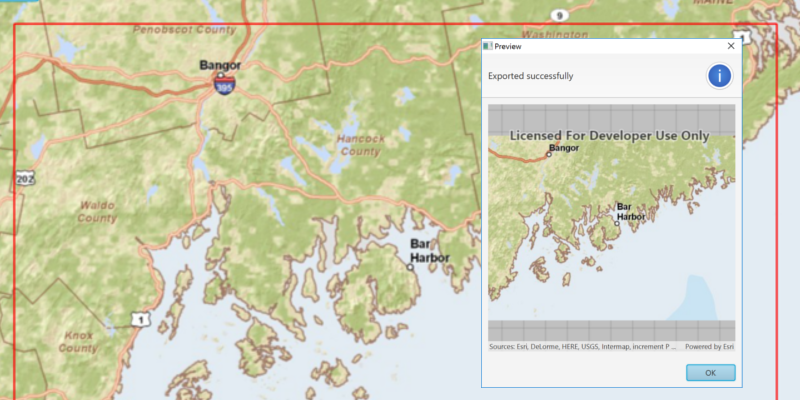 MAINE
9
Penobscot County
Washington
1
Bangor
395
Hancock
County
202
Waldo
County
Bar
Harbor
1
Knox
County
Preview
Exported successfully
i
Licensed For Developer Use Only
Bangor
Bar
Harbor
Sources: Esri, DeLorme, HERE, USGS, Intermap, increment P ... Powered by Esri
OK